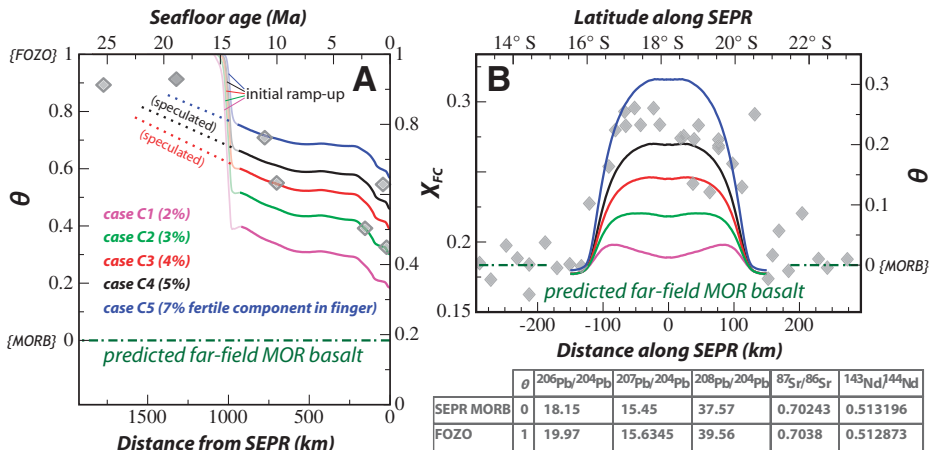 Seafloor age (Ma)
25 20 15 10 5 0
{FOZO} 1
1
A
initial ramp-up
(speculated)
(speculated)
0.8
0.6
0.4
0.2
0
0.8
0.6
0.4
0.2
0
θ
case C1 (2%)
case C2 (3%)
case C3 (4%)
case C4 (5%)
case C5 (7% fertile component in finger)
{MORB}
predicted far-field MOR basalt
1500 1000 500 0
Distance from SEPR (km)
Latitude along SEPR
14° S 16° S 18° S 20° S 22° S
B
0.3
0.2
0.15
X_FC
0.3
0.2
0.1
0
θ
{MORB}
predicted far-field MOR basalt
-200 -100 0 100 200
Distance along SEPR (km)
θ 206Pb/204Pb 207Pb/204Pb 208Pb/204Pb 87Sr/86Sr 143Nd/144Nd
SEPR MORB 0 18.15 15.45 37.57 0.70243 0.513196
FOZO 1 19.97 15.6345 39.56 0.7038 0.512873